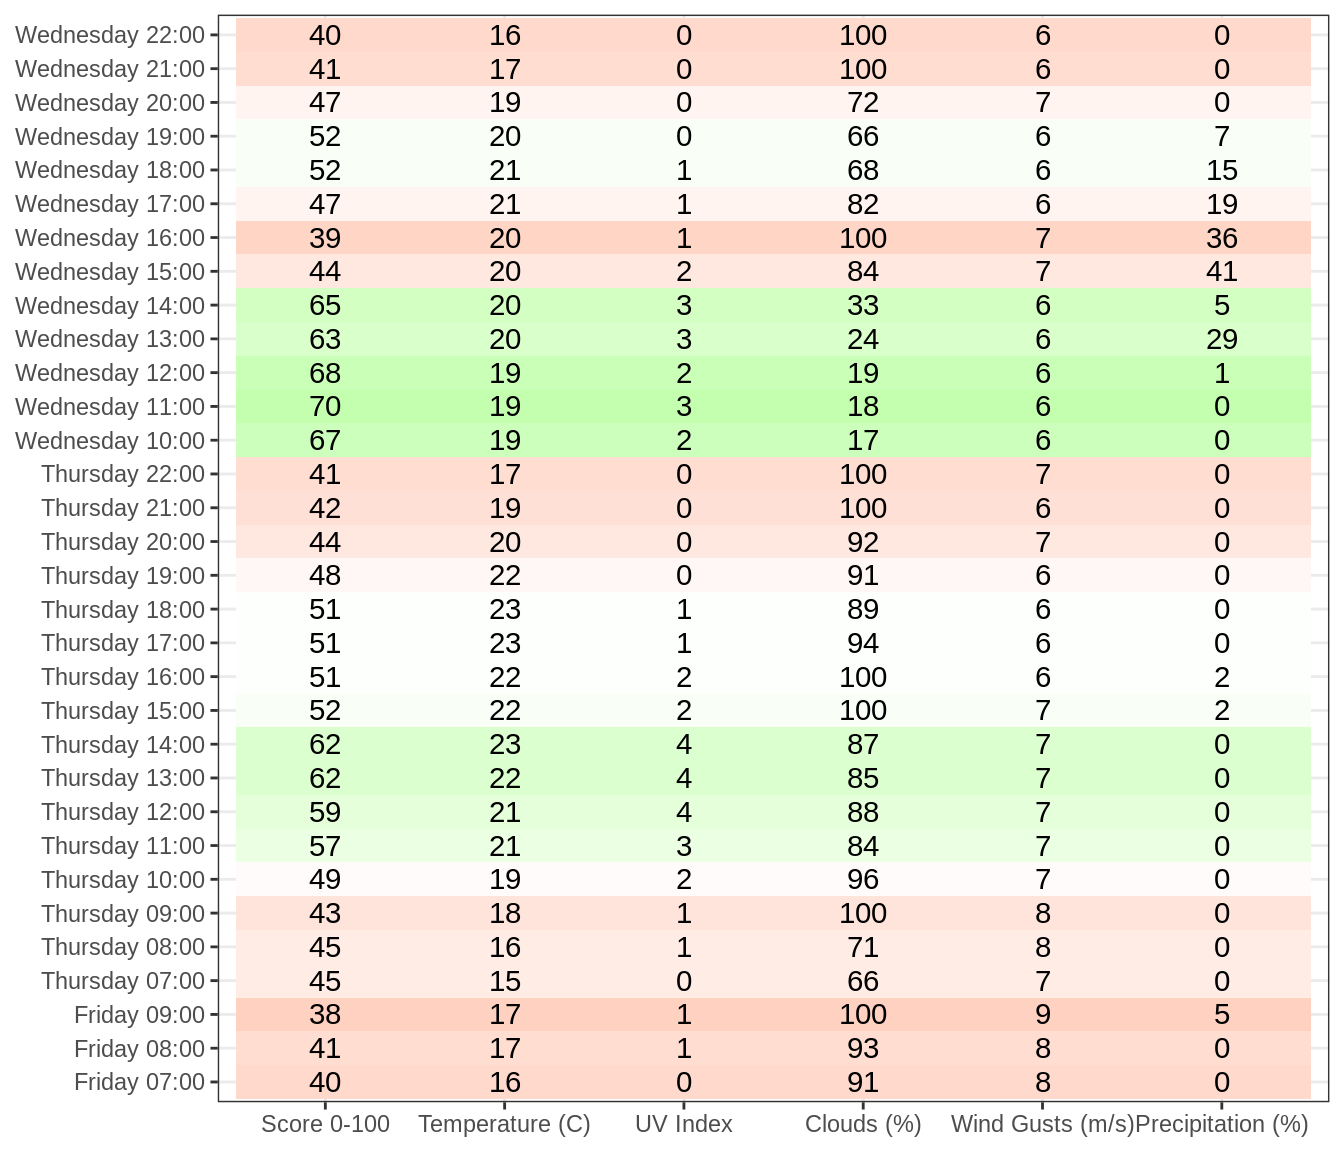 Wednesday 22:00 40 16 0 100 6 0
Wednesday 21:00 41 17 0 100 6 0
Wednesday 20:00 47 19 0 72 7 0
Wednesday 19:00 52 20 0 66 6 7
Wednesday 18:00 52 21 1 68 6 15
Wednesday 17:00 47 21 1 82 6 19
Wednesday 16:00 39 20 1 100 7 36
Wednesday 15:00 44 20 2 84 7 41
Wednesday 14:00 65 20 3 33 6 5
Wednesday 13:00 63 20 3 24 6 29
Wednesday 12:00 68 19 2 19 6 1
Wednesday 11:00 70 19 3 18 6 0
Wednesday 10:00 67 19 2 17 6 0
Thursday 22:00 41 17 0 100 7 0
Thursday 21:00 42 19 0 100 6 0
Thursday 20:00 44 20 0 92 7 0
Thursday 19:00 48 22 0 91 6 0
Thursday 18:00 51 23 1 89 6 0
Thursday 17:00 51 23 1 94 6 0
Thursday 16:00 51 22 2 100 6 2
Thursday 15:00 52 22 2 100 7 2
Thursday 14:00 62 23 4 87 7 0
Thursday 13:00 62 22 4 85 7 0
Thursday 12:00 59 21 4 88 7 0
Thursday 11:00 57 21 3 84 7 0
Thursday 10:00 49 19 2 96 7 0
Thursday 09:00 43 18 1 100 8 0
Thursday 08:00 45 16 1 71 8 0
Thursday 07:00 45 15 0 66 7 0
Friday 09:00 38 17 1 100 9 5
Friday 08:00 41 17 1 93 8 0
Friday 07:00 40 16 0 91 8 0
Score 0-100 Temperature (C) UV Index Clouds (%) Wind Gusts (m/s) Precipitation (%)